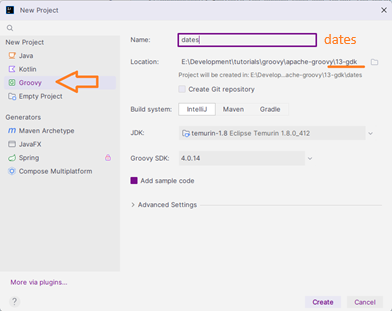 New Project
New Project
Java
Kotlin
Groovy
Empty Project
Generators
Maven Archetype
JavaFX
Spring
Compose Multiplatform
More via plugins...
Name:
dates
dates
Location:
E:\Development\tutorials\groovy\apache-groovy\13-gdk
Project will be created in: E:\Develop...ache-groovy\13-gdk\dates
Create Git repository
Build system:
IntelliJ
Maven
Gradle
JDK:
temurin-1.8 Eclipse Temurin 1.8.0_412
Groovy SDK:
4.0.14
Add sample code
Advanced Settings
?
Create
Cancel